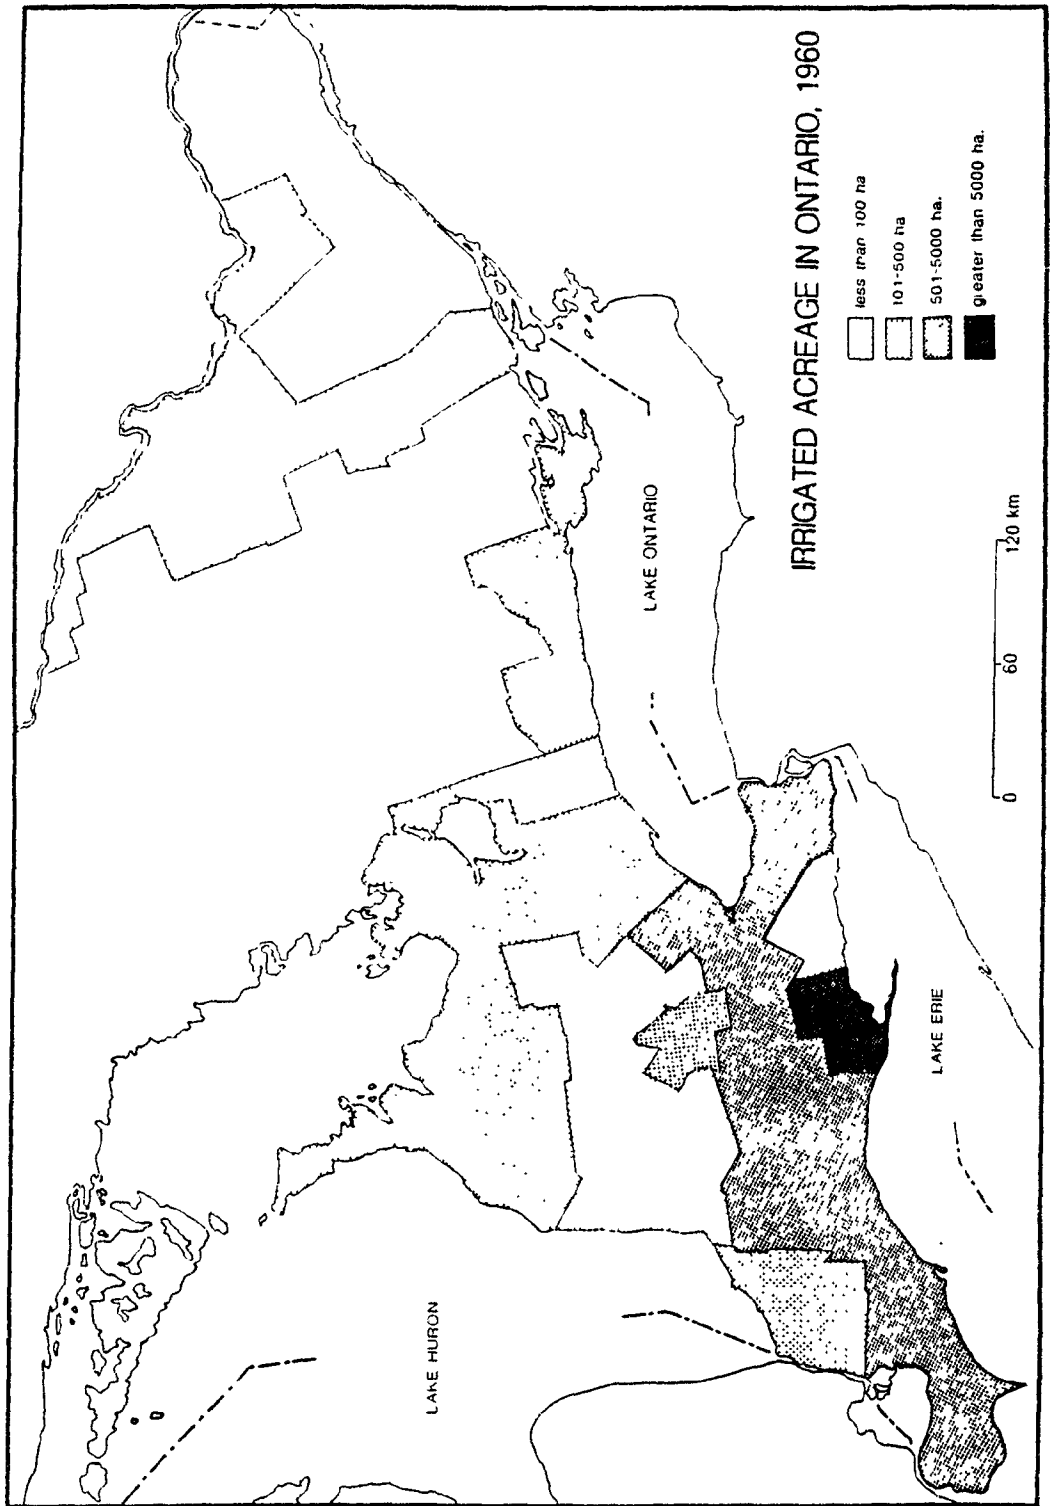 IRRIGATED ACREAGE IN ONTARIO, 1960
less than 100 ha
101-500 ha
501-5000 ha.
greater than 5000 ha.
LAKE HURON
LAKE ONTARIO
LAKE ERIE
0 60 120 km